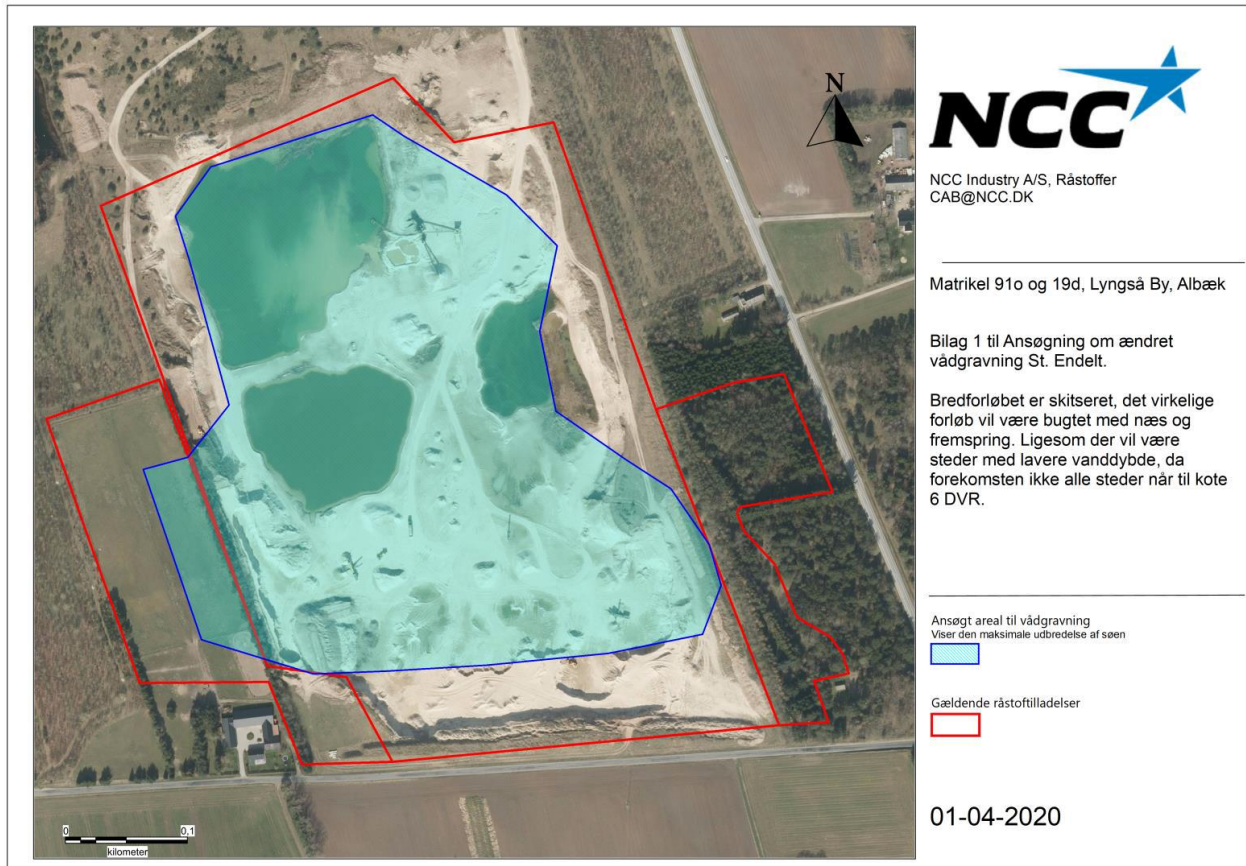 N
NCC
NCC Industry A/S, Råstoffer
CAB@NCC.DK
Matrikel 91o og 19d, Lyngså By, Albæk
Bilag 1 til Ansøgning om ændret
vådgravning St. Endelt.
Bredforløbet er skitseret, det virkelige
forløb vil være bugtet med næs og
fremspring. Ligesom der vil være
steder med lavere vanddybde, da
forekomsten ikke alle steder når til kote
6 DVR.
Ansøgt areal til vådgravning
Viser den maksimale udbredelse af søen
Gældende råstoftilladelser
01-04-2020
0 0.1
kilometer